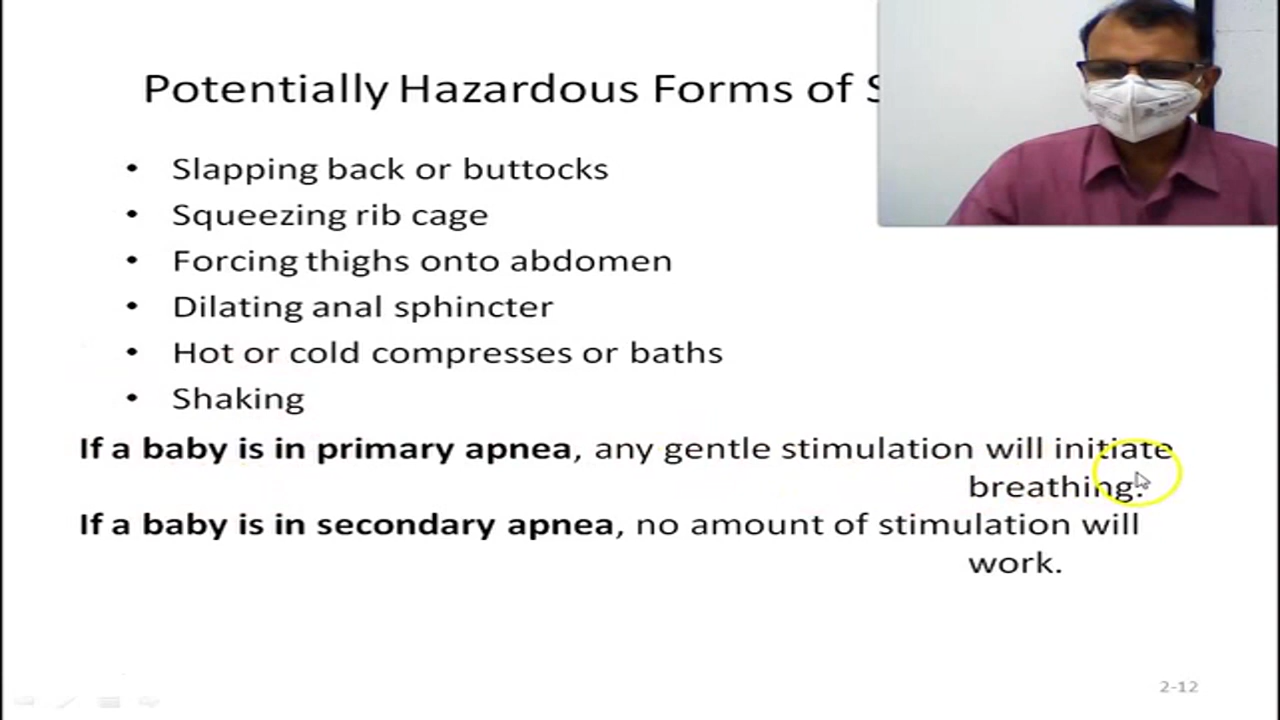 Potentially Hazardous Forms of S
• Slapping back or buttocks
• Squeezing rib cage
• Forcing thighs onto abdomen
• Dilating anal sphincter
• Hot or cold compresses or baths
• Shaking
If a baby is in primary apnea, any gentle stimulation will initiate
breathing.
If a baby is in secondary apnea, no amount of stimulation will
work.
2-12